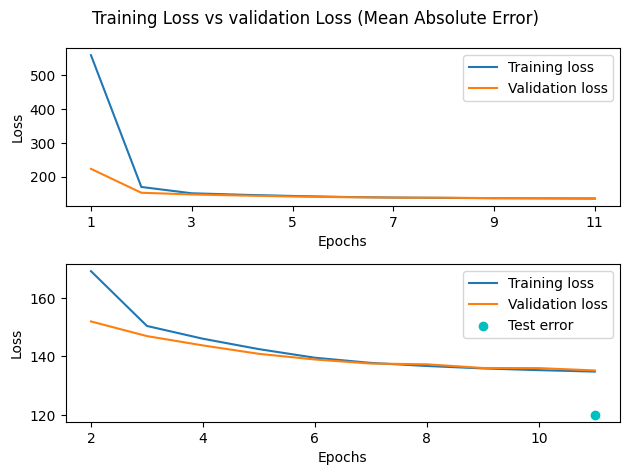 Training Loss vs validation Loss (Mean Absolute Error)
500
400
300
200
Loss
Training loss
Validation loss
1 3 5 7 9 11
Epochs
160
140
120
Loss
Training loss
Validation loss
Test error
2 4 6 8 10
Epochs